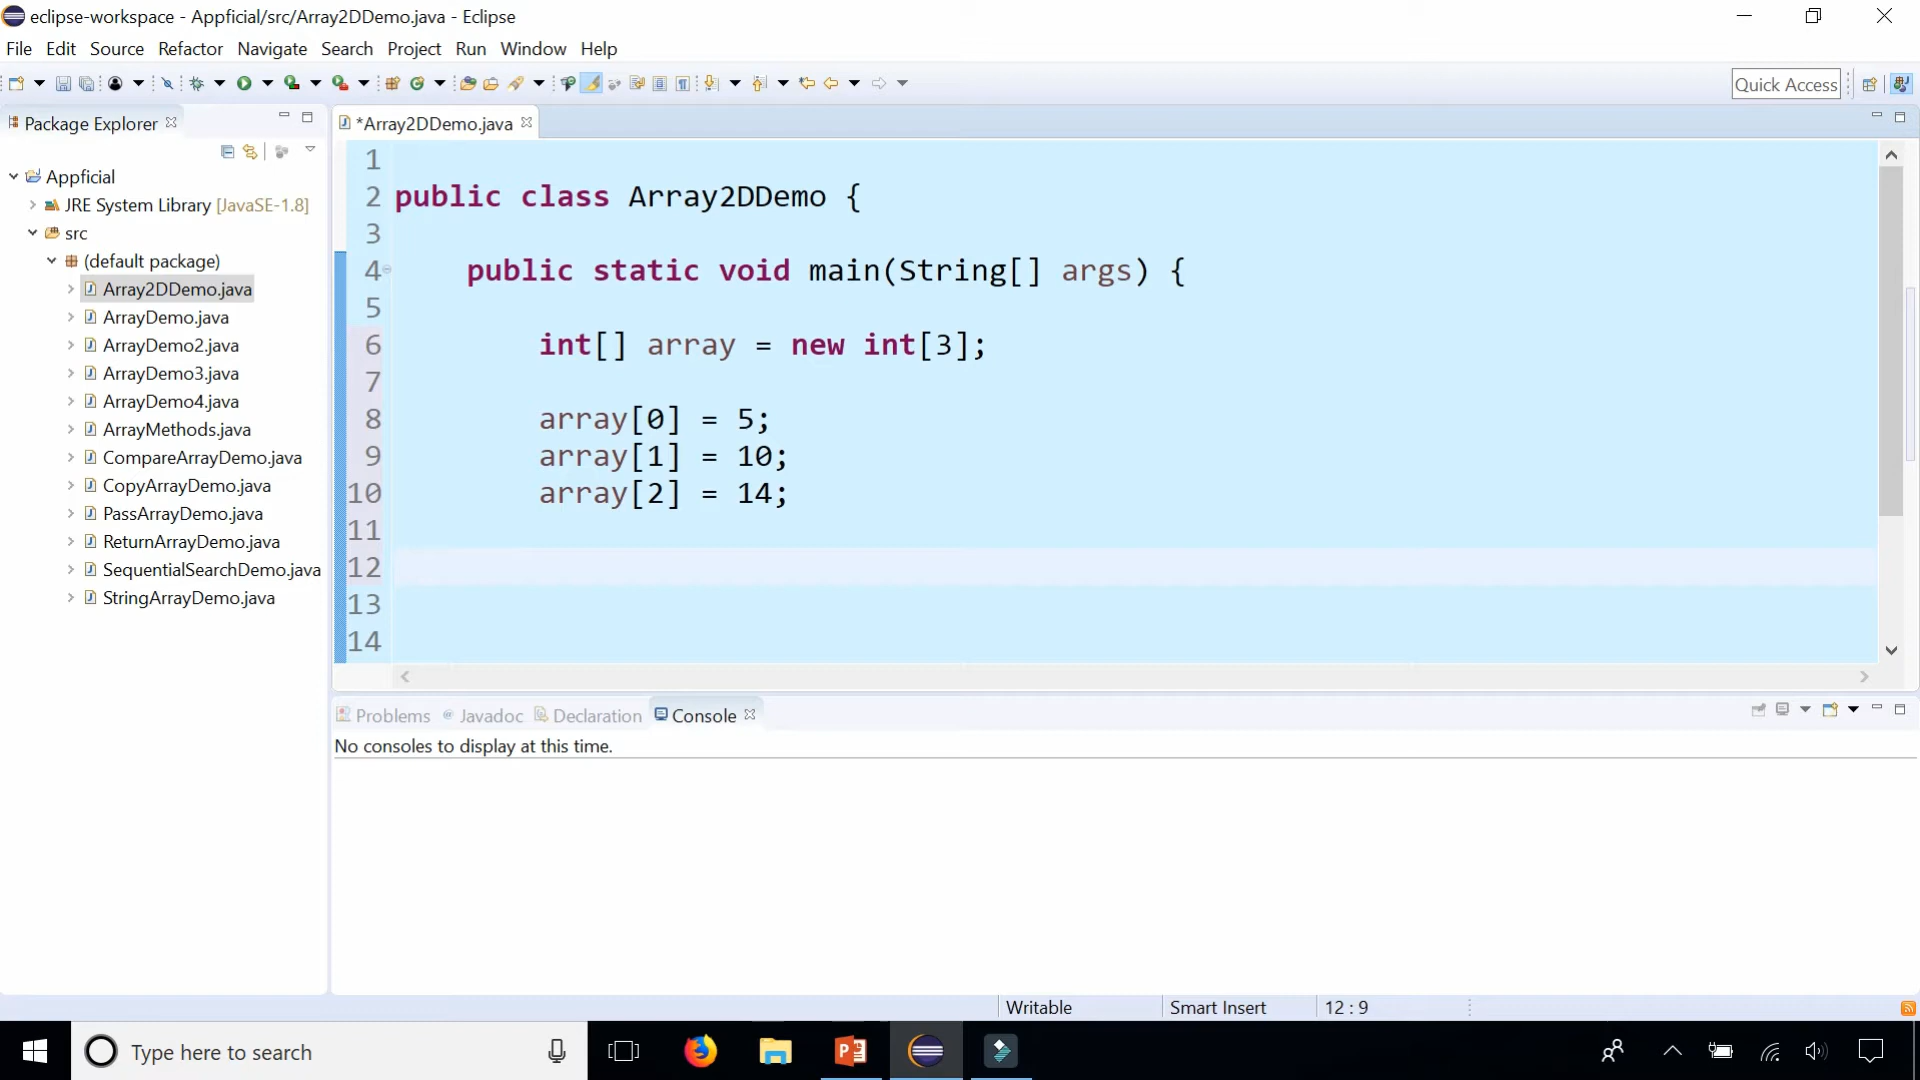 eclipse-workspace - Appficial/src/Array2DDemo.java - Eclipse
File Edit Source Refactor Navigate Search Project Run Window Help
Quick Access
Package Explorer
*Array2DDemo.java
Appficial
JRE System Library [JavaSE-1.8]
src
(default package)
Array2DDemo.java
ArrayDemo.java
ArrayDemo2.java
ArrayDemo3.java
ArrayDemo4.java
ArrayMethods.java
CompareArrayDemo.java
CopyArrayDemo.java
PassArrayDemo.java
ReturnArrayDemo.java
SequentialSearchDemo.java
StringArrayDemo.java
1
2 public class Array2DDemo {
3
4 public static void main(String[] args) {
5
6 int[] array = new int[3];
7
8 array[0] = 5;
9 array[1] = 10;
10 array[2] = 14;
11
12
13
14
Problems Javadoc Declaration Console
No consoles to display at this time.
Writable Smart Insert 12 : 9
Type here to search